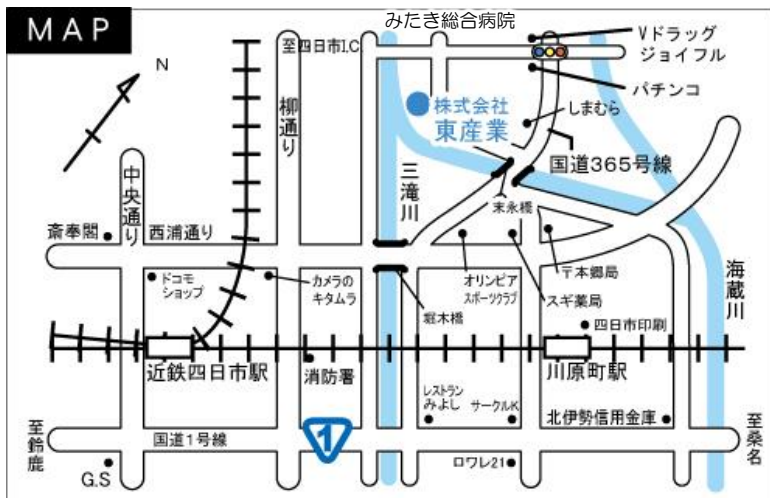 MAP
みたき総合病院
至四日市I.C
Vドラッグ
ジョイフル
パチンコ
N
柳通り
株式会社
東産業
しまむら
国道365号線
中央通り
三滝川
末永橋
斎奉閣
西浦通り
ドコモ
ショップ
カメラの
キタムラ
堀木橋
オリンピア
スポーツクラブ
スギ薬局
〒本郷局
海蔵川
四日市印刷
近鉄四日市駅
消防署
川原町駅
レストラン
みよし
サークルK
北伊勢信用金庫
至鈴鹿
国道1号線
1
至桑名
G.S
ロワレ21